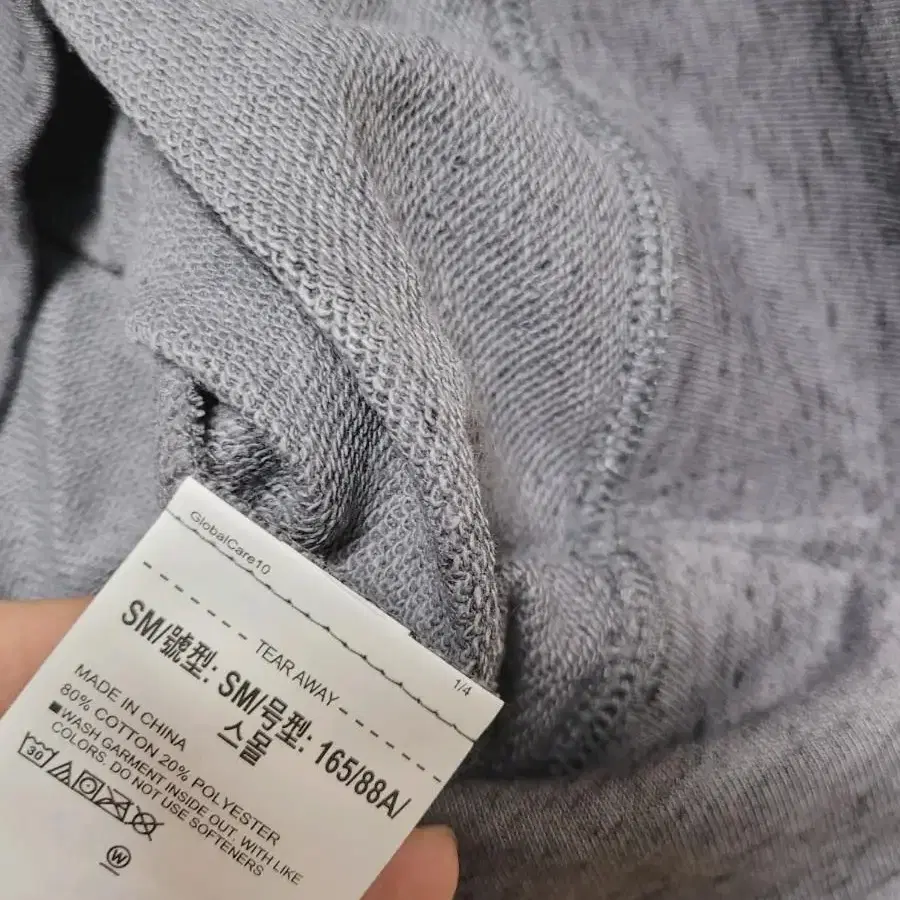 GlobalCare10
1/4
TEAR AWAY
SM/號型: SM/号型: 165/88A/
스몰
MADE IN CHINA
80% COTTON 20% POLYESTER
■WASH GARMENT INSIDE OUT. WITH LIKE
COLORS. DO NOT USE SOFTENERS
30
W